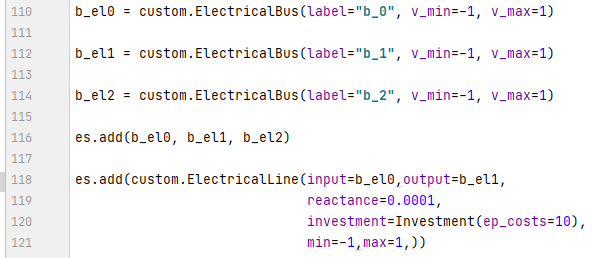 110 b_el0 = custom.ElectricalBus(label="b_0", v_min=-1, v_max=1)
111
112 b_el1 = custom.ElectricalBus(label="b_1", v_min=-1, v_max=1)
113
114 b_el2 = custom.ElectricalBus(label="b_2", v_min=-1, v_max=1)
115
116 es.add(b_el0, b_el1, b_el2)
117
118 es.add(custom.ElectricalLine(input=b_el0,output=b_el1,
119 reactance=0.0001,
120 investment=Investment(ep_costs=10),
121 min=-1,max=1,))